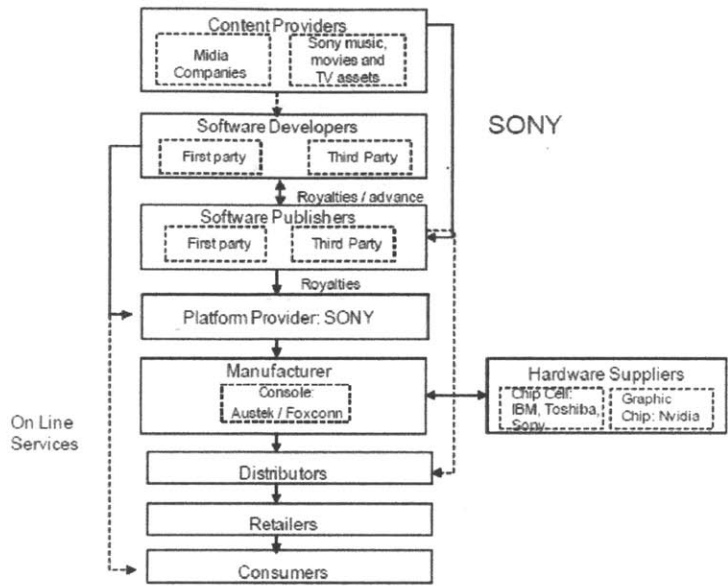 Content Providers
Midia
Companies
Sony music,
movies and
TV assets
SONY
Software Developers
First party
Third Party
Royalties / advance
Software Publishers
First party
Third Party
Royalties
Platform Provider: SONY
Manufacturer
Console:
Austek / Foxconn
Hardware Suppliers
Chip Cell:
IBM, Toshiba,
Sony
Graphic
Chip: Nvidia
On Line
Services
Distributors
Retailers
Consumers